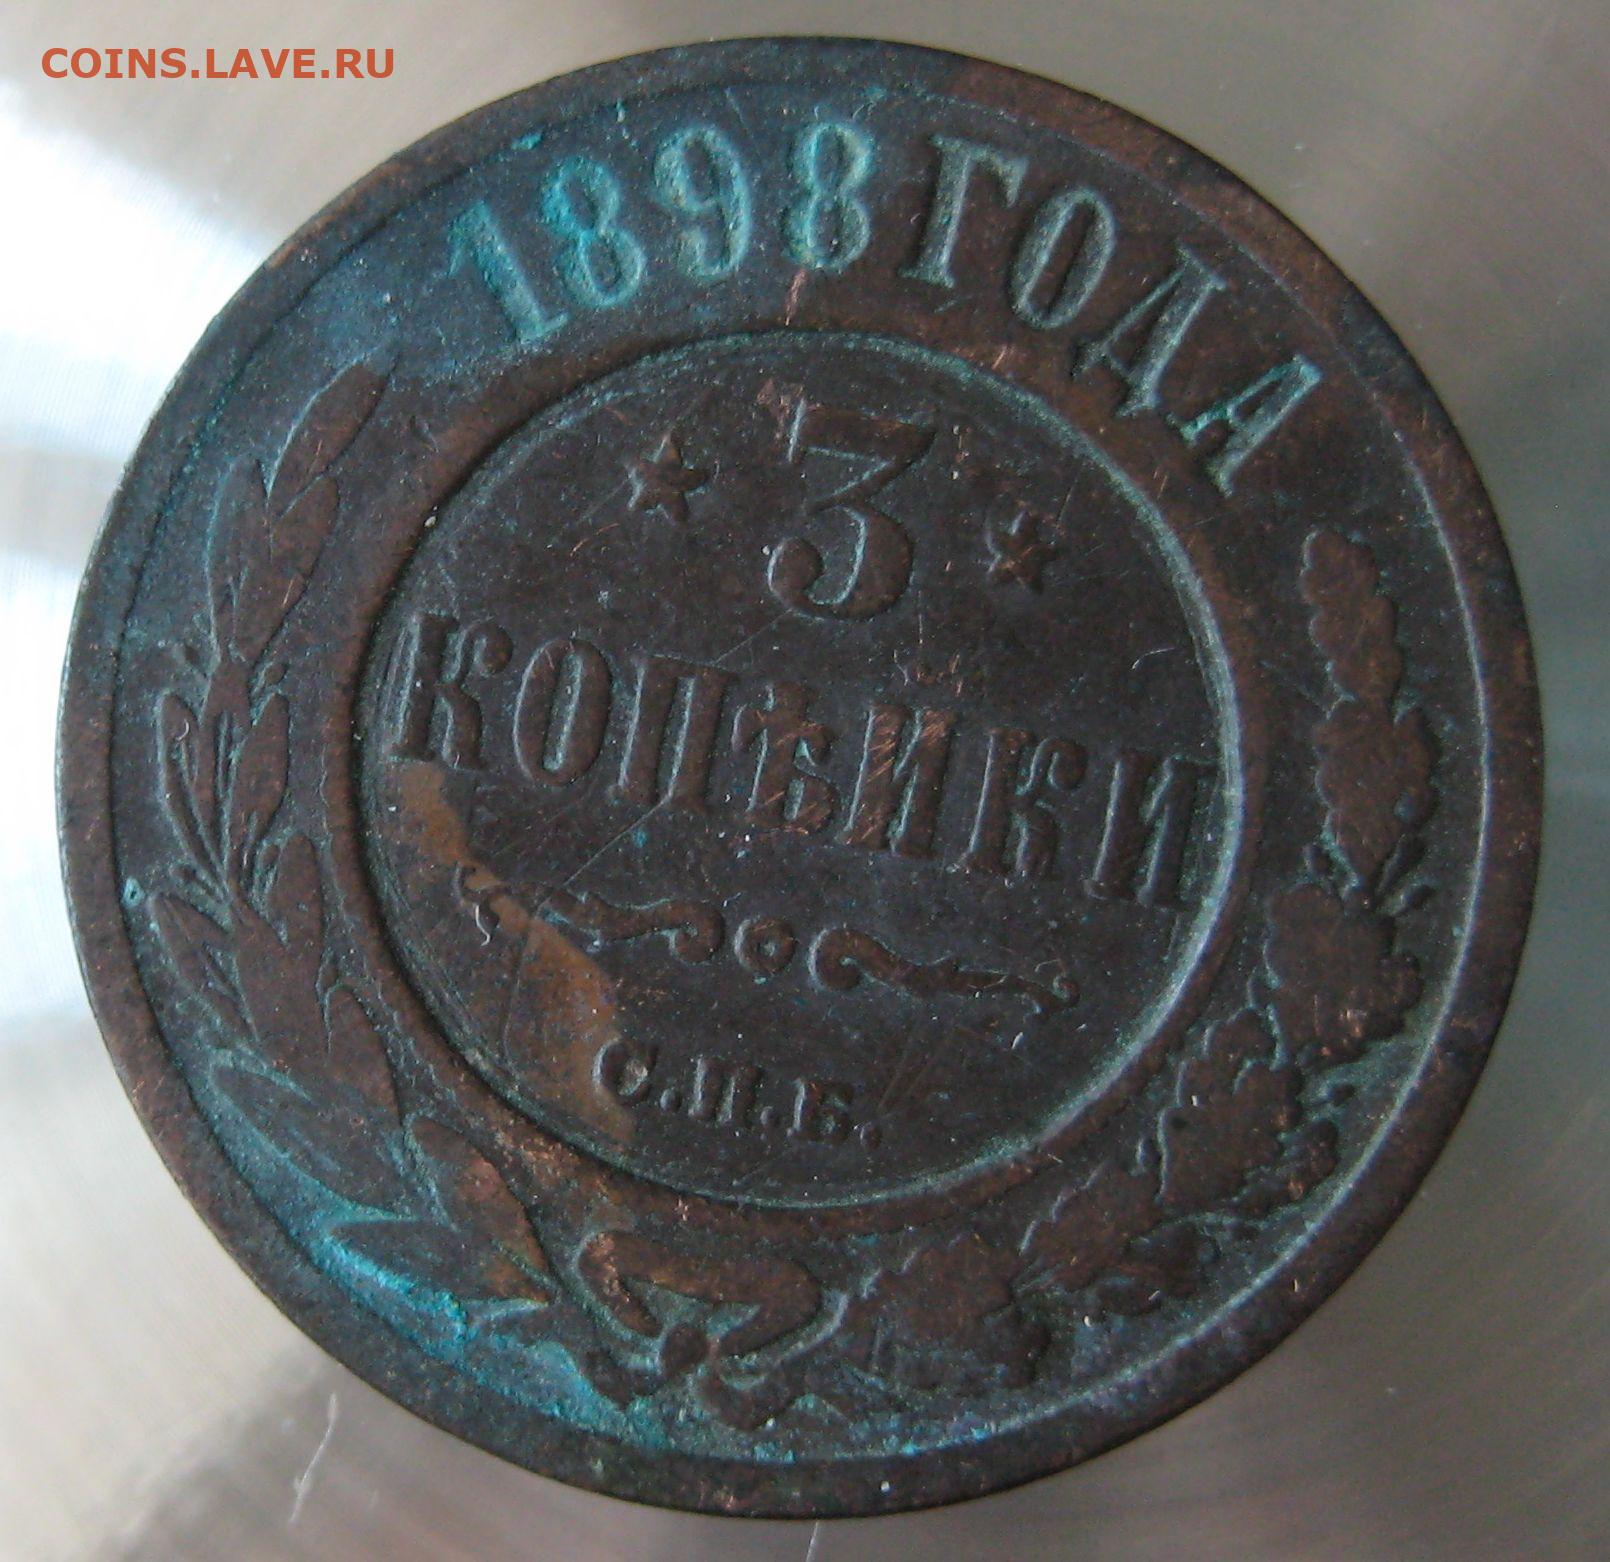 COINS.LAVE.RU
1898 ГОДА
3
КОПѢЙКИ
С.П.Б.